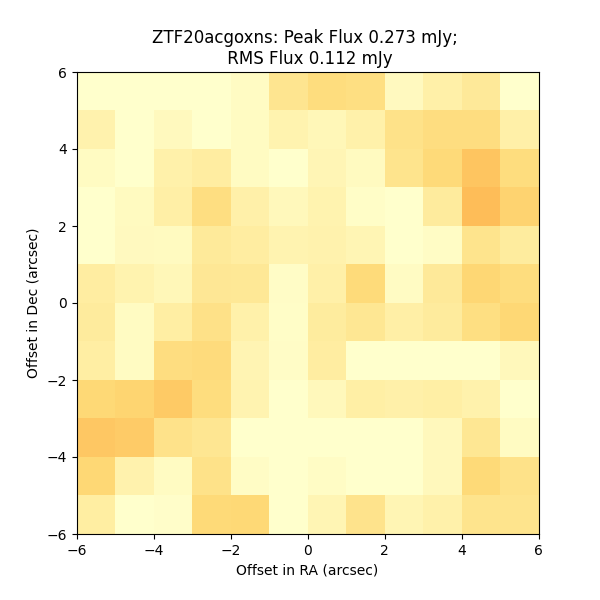 ZTF20acgoxns: Peak Flux 0.273 mJy;
RMS Flux 0.112 mJy
6
4
2
0
−2
−4
−6
Offset in Dec (arcsec)
−6 −4 −2 0 2 4 6
Offset in RA (arcsec)